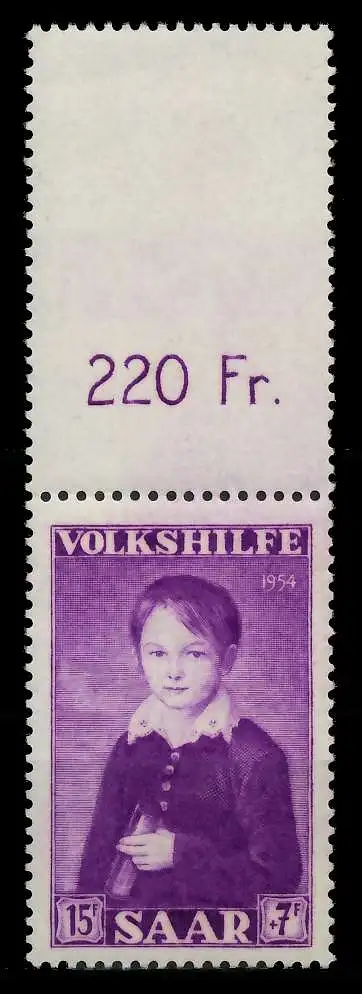 220 Fr.
VOLKSHILFE
1954
15F SAAR +7F